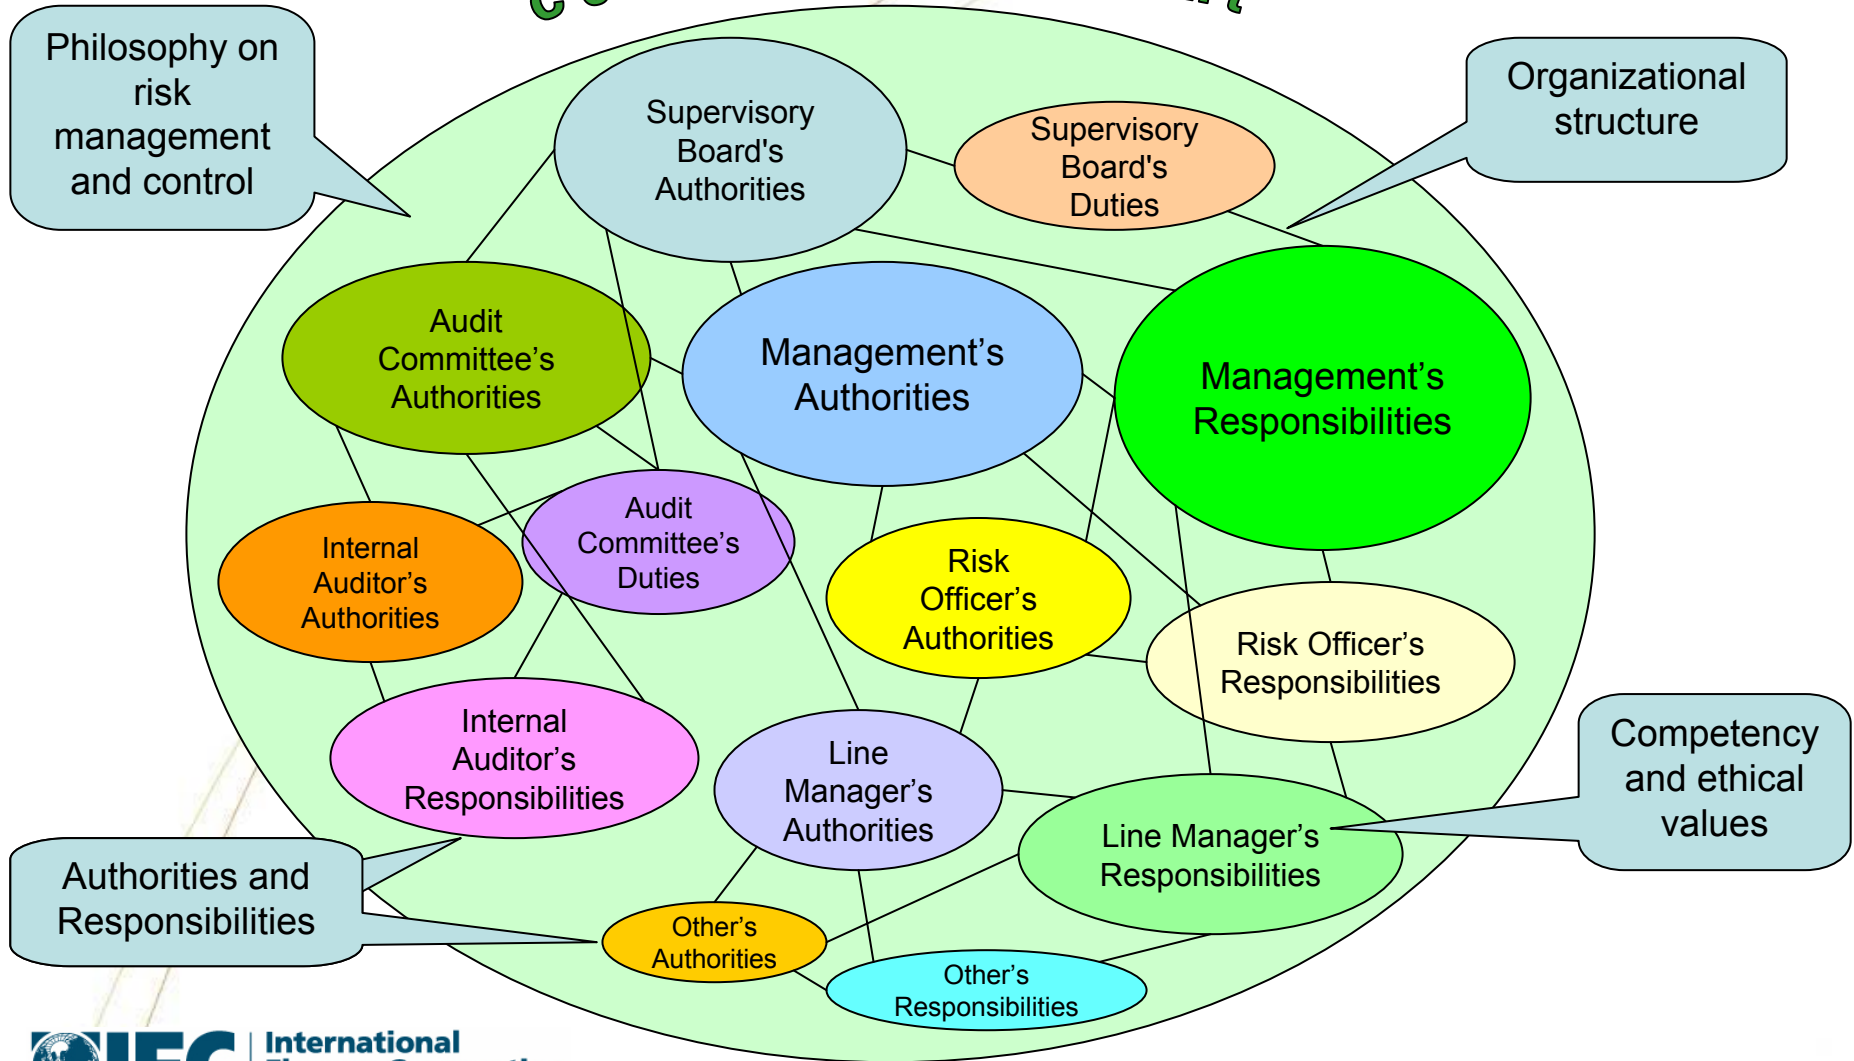 Philosophy on
risk
management
and control
Organizational
structure
Supervisory
Board's
Authorities
Supervisory
Board's
Duties
Audit
Committee’s
Authorities
Management’s
Authorities
Management’s
Responsibilities
Internal
Auditor’s
Authorities
Audit
Committee’s
Duties
Risk
Officer’s
Authorities
Risk Officer’s
Responsibilities
Internal
Auditor’s
Responsibilities
Line
Manager’s
Authorities
Line Manager’s
Responsibilities
Competency
and ethical
values
Authorities and
Responsibilities
Other’s
Authorities
Other’s
Responsibilities
IFC
International